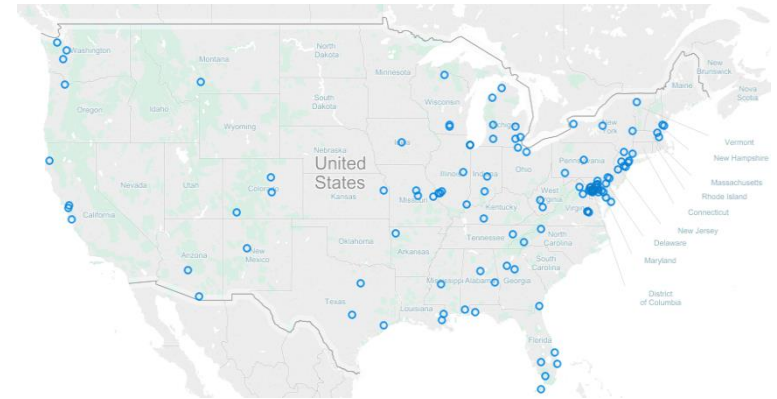 Washington
Montana
North
Dakota
Minnesota
New
Brunswick
Maine
Nova
Scotia
Oregon
Idaho
South
Dakota
Wisconsin
Wyoming
Nebraska
United
States
Vermont
New Hampshire
Massachusetts
Rhode Island
Connecticut
New Jersey
Delaware
Maryland
District
of Columbia
Nevada
Utah
Colorado
Kansas
Missouri
Illinois
Indiana
Ohio
Pennsylvania
West
Virginia
Virginia
Kentucky
California
Arizona
New
Mexico
Oklahoma
Arkansas
Tennessee
North
Carolina
South
Carolina
Texas
Louisiana
Mississippi
Alabama
Georgia
Florida